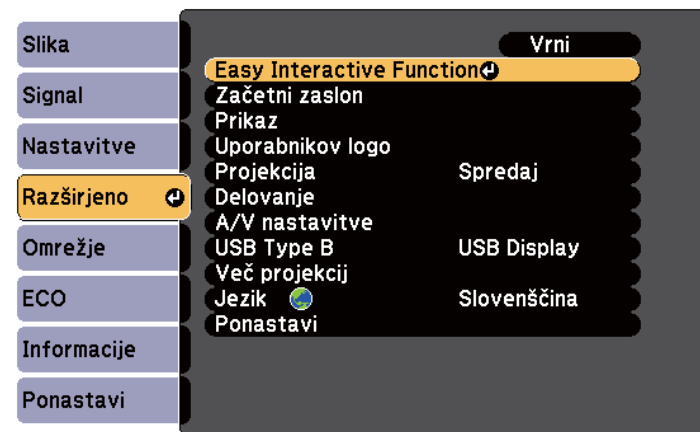 Slika
Signal
Nastavitve
Razširjeno
Omrežje
ECO
Informacije
Ponastavi
Vrni
Easy Interactive Function
Začetni zaslon
Prikaz
Uporabnikov logo
Projekcija Spredaj
Delovanje
A/V nastavitve
USB Type B USB Display
Več projekcij
Jezik Slovenščina
Ponastavi